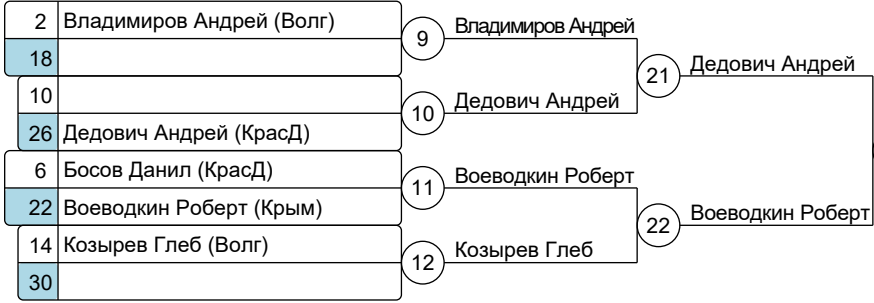 2 Владимиров Андрей (Волг)
18
9 Владимиров Андрей
21 Дедович Андрей
10
26 Дедович Андрей (КрасД)
10 Дедович Андрей
6 Босов Данил (КрасД)
22 Воеводкин Роберт (Крым)
11 Воеводкин Роберт
22 Воеводкин Роберт
14 Козырев Глеб (Волг)
30
12 Козырев Глеб